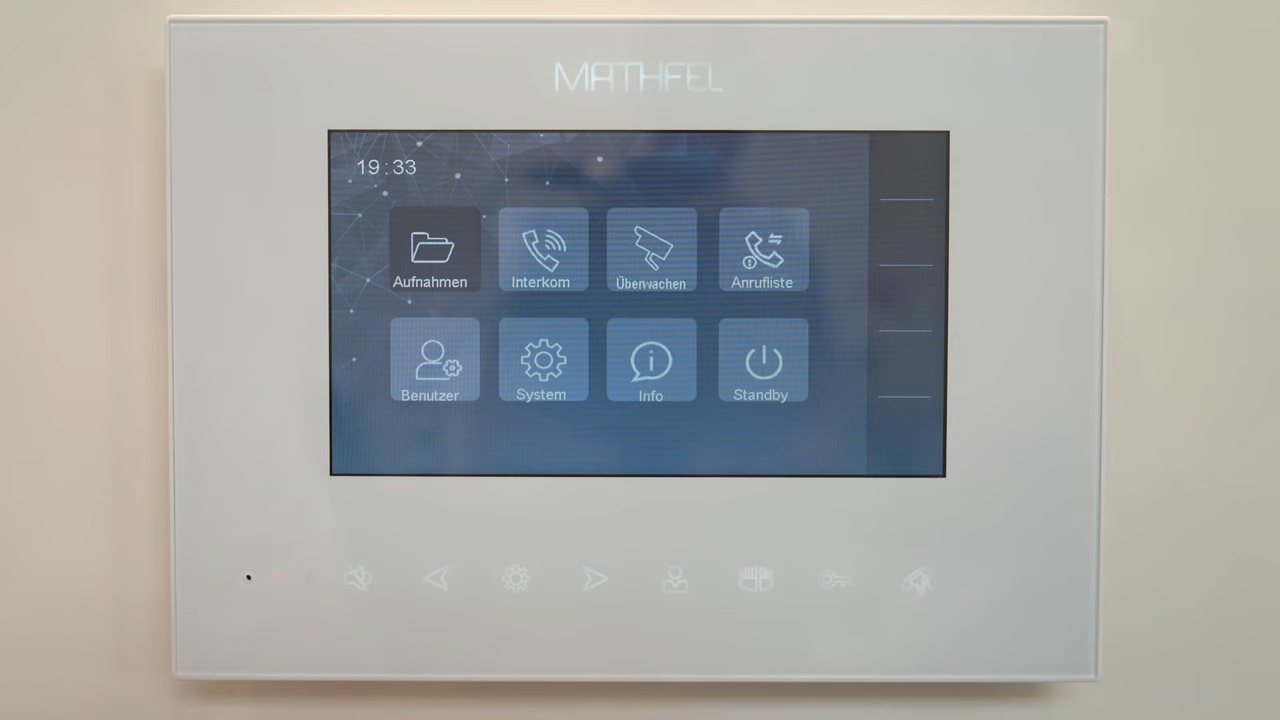 MATHFEL
19:33
Aufnahmen
Interkom
Überwachen
Anrufliste
Benutzer
System
Info
Standby